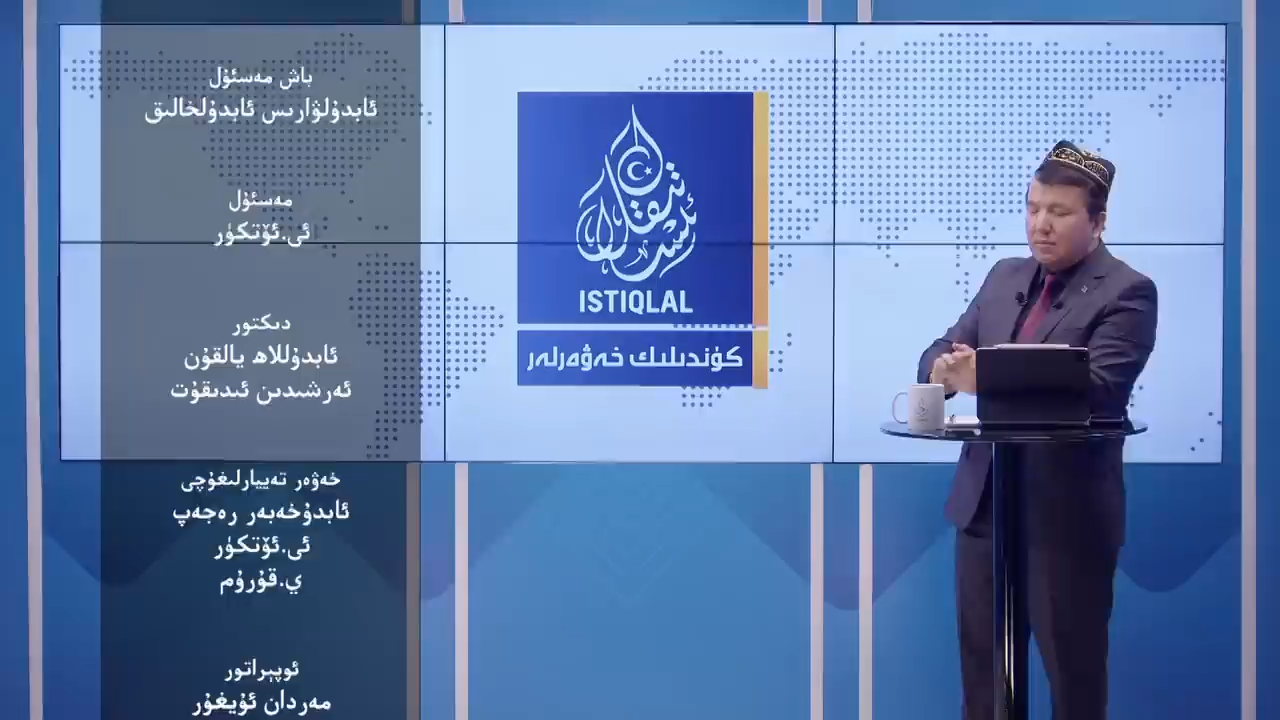 باش مەسئۇل
ئابدۇلۋارىس ئابدۇلخالىق
مەسئۇل
ئى.ئۆتكۈر
دىكتور
ئابدۇللاھ يالقۇن
ئەرشىدىن ئىدىقۇت
خەۋەر تەييارلىغۇچى
ئابدۇخەبەر رەجەپ
ئى.ئۆتكۈر
ي.قۇرۇم
ئوپېراتور
مەردان ئۇيغۇر
ئىستىقلال
ISTIQLAL
كۈندىلىك خەۋەرلەر